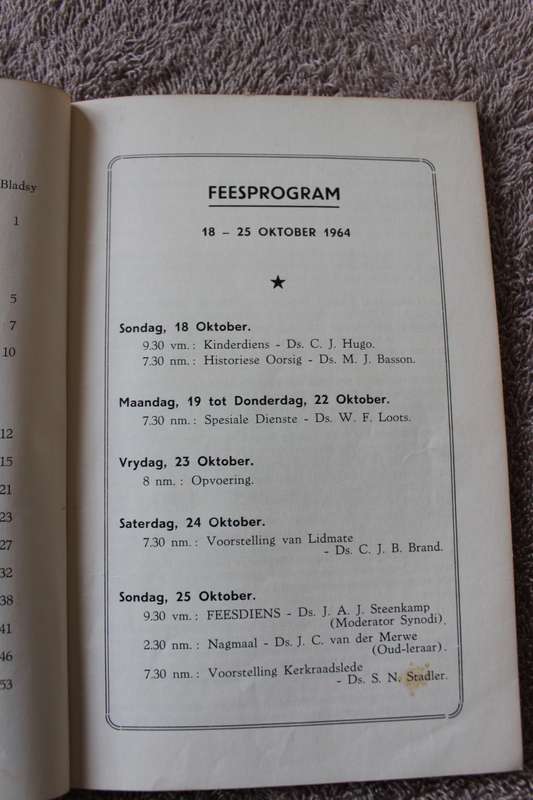 Bladsy
1
5
7
10
12
15
21
23
27
32
38
41
46
53
FEESPROGRAM
18 - 25 OKTOBER 1964
★
Sondag, 18 Oktober.
9.30 vm. : Kinderdiens - Ds. C. J. Hugo.
7.30 nm. : Historiese Oorsig - Ds. M. J. Basson.
Maandag, 19 tot Donderdag, 22 Oktober.
7.30 nm. : Spesiale Dienste - Ds. W. F. Loots.
Vrydag, 23 Oktober.
8 nm. : Opvoering.
Saterdag, 24 Oktober.
7.30 nm. : Voorstelling van Lidmate
- Ds. C. J. B. Brand.
Sondag, 25 Oktober.
9.30 vm. : FEESDIENS - Ds. J. A. J. Steenkamp
(Moderator Synodi).
2.30 nm. : Nagmaal - Ds. J. C. van der Merwe
(Oud-leraar).
7.30 nm. : Voorstelling Kerkraadslede
- Ds. S. N. Stadler.